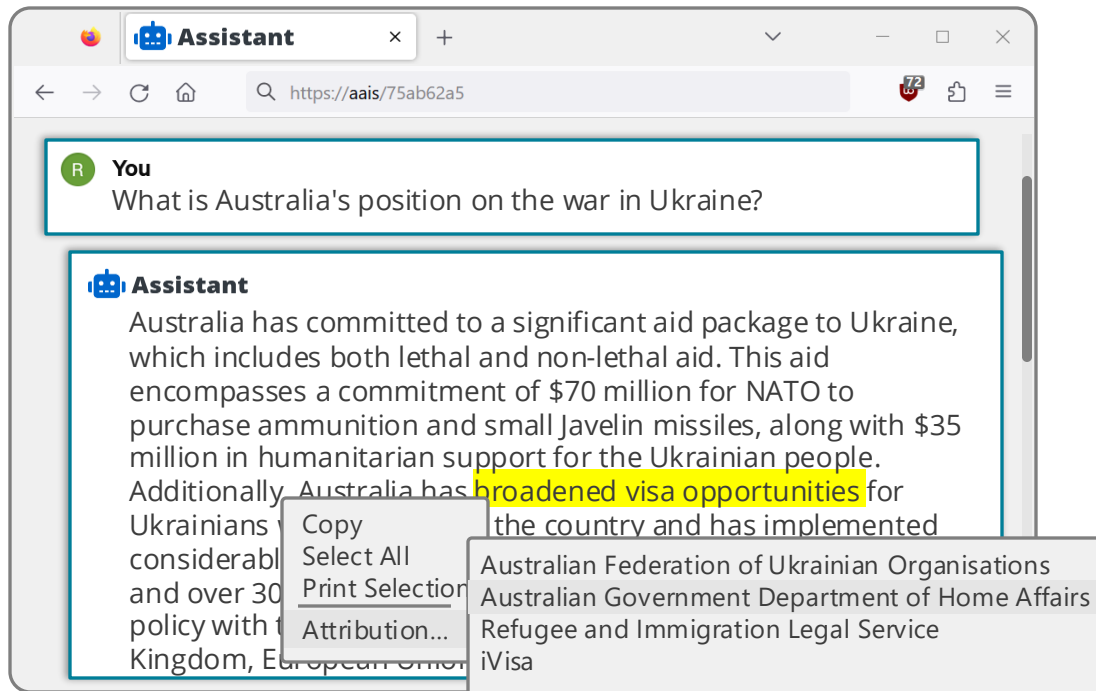 Assistant
https://aais/75ab62a5
72
R
You
What is Australia's position on the war in Ukraine?
Assistant
Australia has committed to a significant aid package to Ukraine,
which includes both lethal and non-lethal aid. This aid
encompasses a commitment of $70 million for NATO to
purchase ammunition and small Javelin missiles, along with $35
million in humanitarian support for the Ukrainian people.
Additionally, Australia has broadened visa opportunities for
Ukrainians the country and has implemented
and over 30
policy with
Kingdom, European Union
Copy
Select All
Print Selection
Attribution...
Australian Federation of Ukrainian Organisations
Australian Government Department of Home Affairs
Refugee and Immigration Legal Service
iVisa